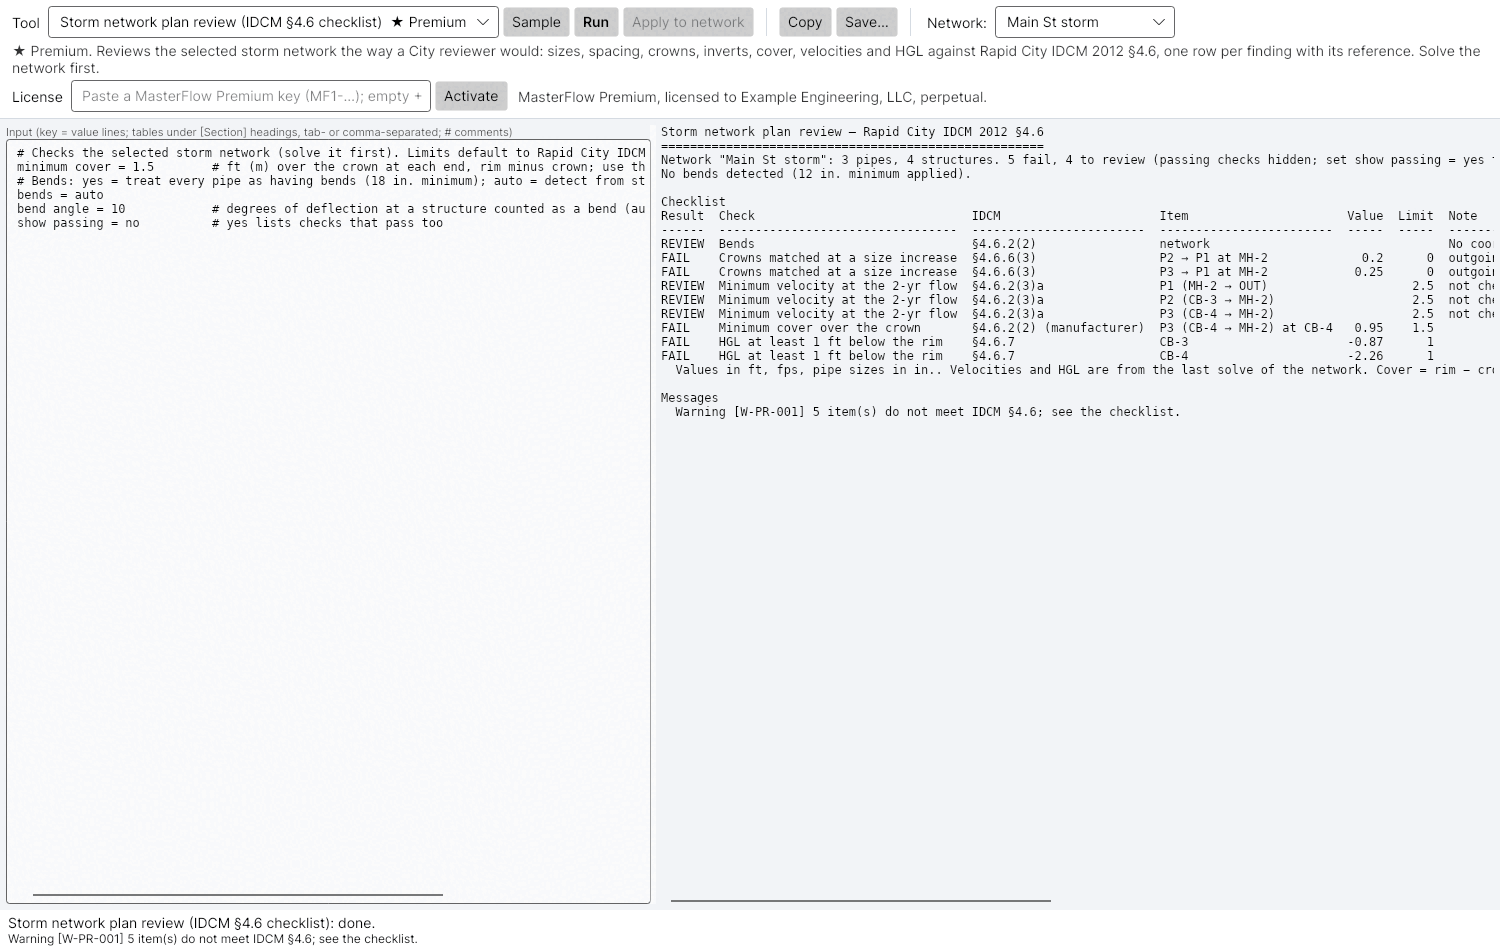 Tool Storm network plan review (IDCM §4.6 checklist) ★ Premium Sample Run Apply to network Copy Save... Network: Main St storm
★ Premium. Reviews the selected storm network the way a City reviewer would: sizes, spacing, crowns, inverts, cover, velocities and HGL against Rapid City IDCM 2012 §4.6, one row per finding with its reference. Solve the
network first.
License Paste a MasterFlow Premium key (MF1-...); empty + Activate MasterFlow Premium, licensed to Example Engineering, LLC, perpetual.
Input (key = value lines; tables under [Section] headings, tab- or comma-separated; # comments)
# Checks the selected storm network (solve it first). Limits default to Rapid City IDCM
minimum cover = 1.5 # ft (m) over the crown at each end, rim minus crown; use th
# Bends: yes = treat every pipe as having bends (18 in. minimum); auto = detect from st
bends = auto
bend angle = 10 # degrees of deflection at a structure counted as a bend (au
show passing = no # yes lists checks that pass too
Storm network plan review — Rapid City IDCM 2012 §4.6
=====================================================
Network "Main St storm": 3 pipes, 4 structures. 5 fail, 4 to review (passing checks hidden; set show passing = yes
No bends detected (12 in. minimum applied).
Checklist
Result Check IDCM Item Value Limit Note
------ --------------------------------- ------------------------ ------------------------ ----- ----- ------
REVIEW Bends §4.6.2(2) network No coo
FAIL Crowns matched at a size increase §4.6.6(3) P2 → P1 at MH-2 0.2 0 outgoi
FAIL Crowns matched at a size increase §4.6.6(3) P3 → P1 at MH-2 0.25 0 outgoi
REVIEW Minimum velocity at the 2-yr flow §4.6.2(3)a P1 (MH-2 → OUT) 2.5 not che
REVIEW Minimum velocity at the 2-yr flow §4.6.2(3)a P2 (CB-3 → MH-2) 2.5 not che
REVIEW Minimum velocity at the 2-yr flow §4.6.2(3)a P3 (CB-4 → MH-2) 2.5 not che
FAIL Minimum cover over the crown §4.6.2(2) (manufacturer) P3 (CB-4 → MH-2) at CB-4 0.95 1.5
FAIL HGL at least 1 ft below the rim §4.6.7 CB-3 -0.87 1
FAIL HGL at least 1 ft below the rim §4.6.7 CB-4 -2.26 1
Values in ft, fps, pipe sizes in in.. Velocities and HGL are from the last solve of the network. Cover = rim − cro
Messages
Warning [W-PR-001] 5 item(s) do not meet IDCM §4.6; see the checklist.
Storm network plan review (IDCM §4.6 checklist): done.
Warning [W-PR-001] 5 item(s) do not meet IDCM §4.6; see the checklist.